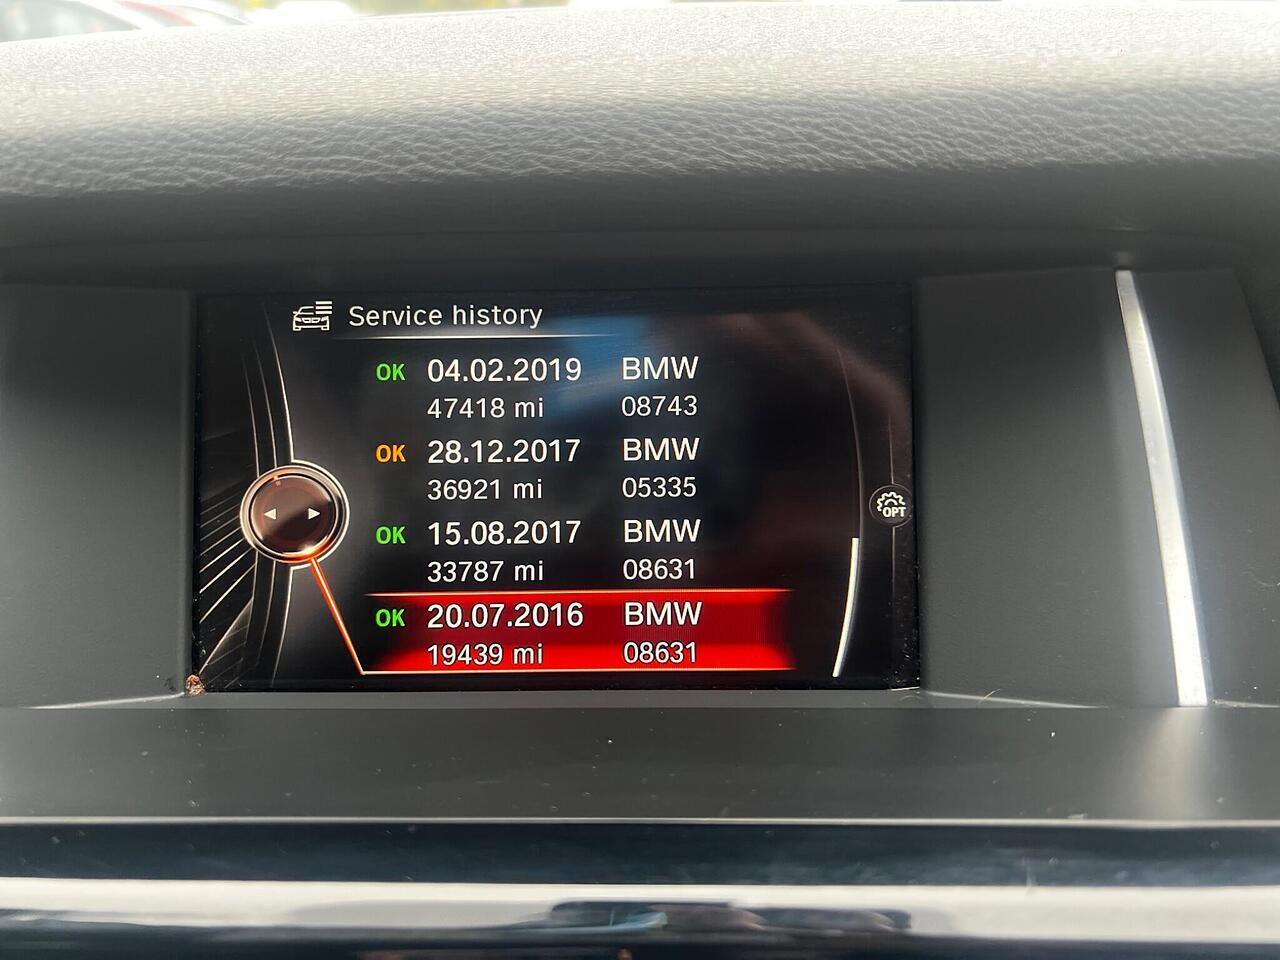 Service history
OK 04.02.2019 BMW
47418 mi 08743
OK 28.12.2017 BMW
36921 mi 05335
OK 15.08.2017 BMW
33787 mi 08631
OK 20.07.2016 BMW
19439 mi 08631
OPT